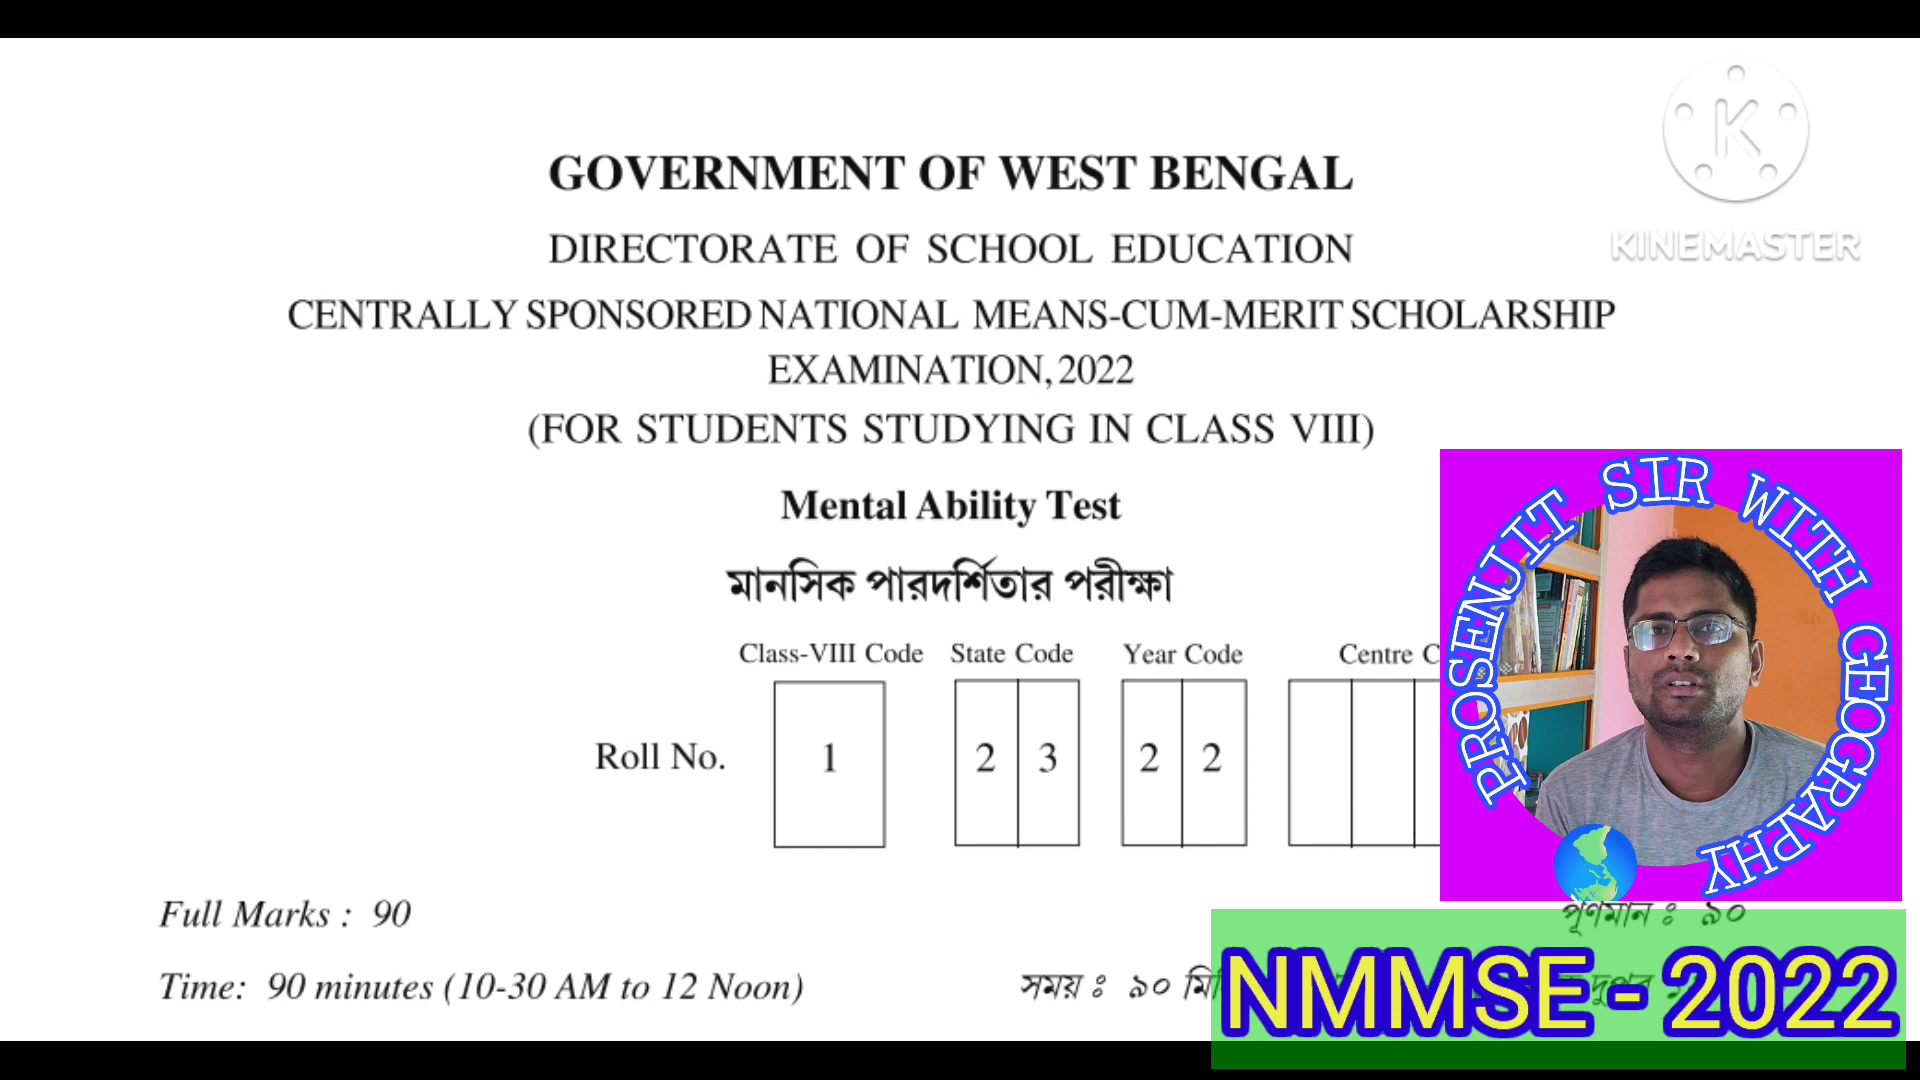 GOVERNMENT OF WEST BENGAL
DIRECTORATE OF SCHOOL EDUCATION
CENTRALLY SPONSORED NATIONAL MEANS-CUM-MERIT SCHOLARSHIP
EXAMINATION, 2022
(FOR STUDENTS STUDYING IN CLASS VIII)
Mental Ability Test
মানসিক পারদর্শিতার পরীক্ষা
Class-VIII Code State Code Year Code Centre
Roll No. 1 2 3 2 2
Full Marks : 90
পূর্ণমান : ৯০
Time: 90 minutes (10-30 AM to 12 Noon)
সময় : ৯০
দুপুর
KINEMASTER
PROSENJIT SIR WITH GEOGRAPHY
NMMSE - 2022